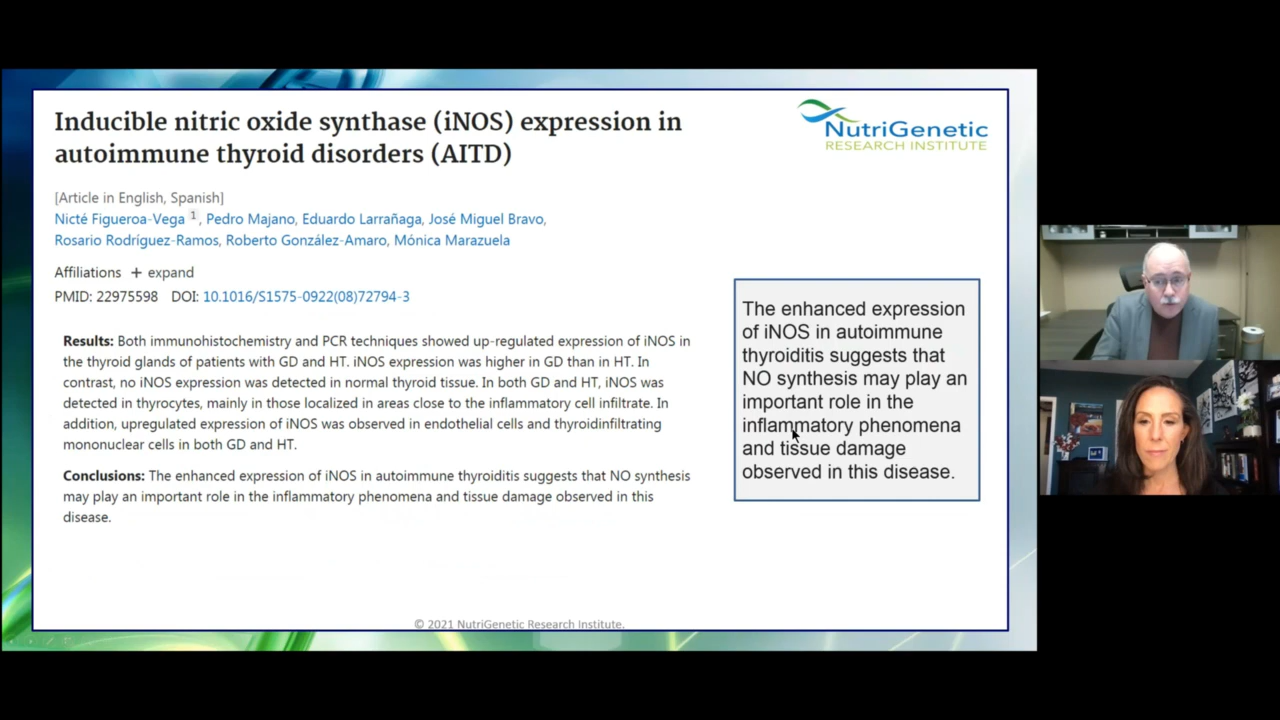 Inducible nitric oxide synthase (iNOS) expression in
autoimmune thyroid disorders (AITD)
NutriGenetic
RESEARCH INSTITUTE
[Article in English, Spanish]
Nicté Figueroa-Vega 1, Pedro Majano, Eduardo Larrañaga, José Miguel Bravo,
Rosario Rodríguez-Ramos, Roberto González-Amaro, Mónica Marazuela
Affiliations + expand
PMID: 22975598 DOI: 10.1016/S1575-0922(08)72794-3
Results: Both immunohistochemistry and PCR techniques showed up-regulated expression of iNOS in
the thyroid glands of patients with GD and HT. iNOS expression was higher in GD than in HT. In
contrast, no iNOS expression was detected in normal thyroid tissue. In both GD and HT, iNOS was
detected in thyrocytes, mainly in those localized in areas close to the inflammatory cell infiltrate. In
addition, upregulated expression of iNOS was observed in endothelial cells and thyroidinfiltrating
mononuclear cells in both GD and HT.
Conclusions: The enhanced expression of iNOS in autoimmune thyroiditis suggests that NO synthesis
may play an important role in the inflammatory phenomena and tissue damage observed in this
disease.
The enhanced expression
of iNOS in autoimmune
thyroiditis suggests that
NO synthesis may play an
important role in the
inflammatory phenomena
and tissue damage
observed in this disease.
© 2021 NutriGenetic Research Institute.